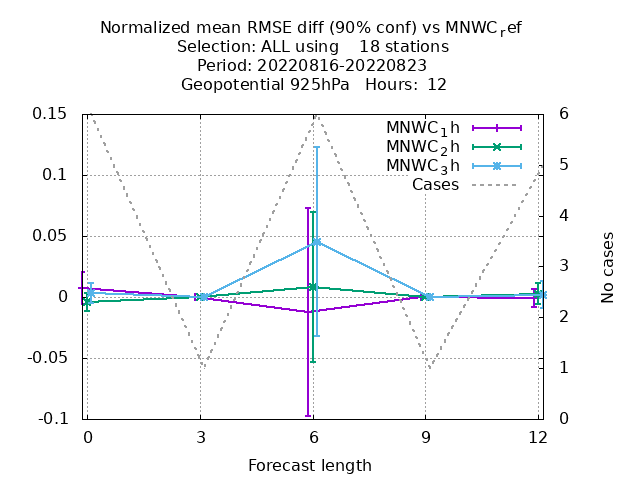 Normalized mean RMSE diff (90% conf) vs MNWC_ref
Selection: ALL using    18 stations
Period: 20220816-20220823
Geopotential 925hPa   Hours:  12
MNWC_1h
MNWC_2h
MNWC_3h
Cases
0.15
0.1
0.05
0
-0.05
-0.1
6
5
4
3
2
1
0
No cases
0 3 6 9 12
Forecast length